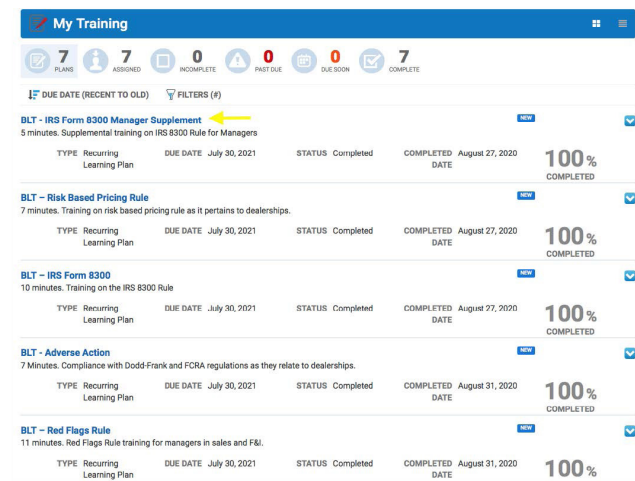 My Training
7 PLANS 7 ASSIGNED 0 INCOMPLETE 0 PAST DUE 0 DUE SOON 7 COMPLETE
DUE DATE (RECENT TO OLD) FILTERS (#)
BLT - IRS Form 8300 Manager Supplement NEW
5 minutes. Supplemental training on IRS 8300 Rule for Managers
TYPE Recurring DUE DATE July 30, 2021 STATUS Completed COMPLETED August 27, 2020 100%
Learning Plan DATE
COMPLETED
BLT – Risk Based Pricing Rule NEW
7 minutes. Training on risk based pricing rule as it pertains to dealerships.
TYPE Recurring DUE DATE July 30, 2021 STATUS Completed COMPLETED August 27, 2020 100%
Learning Plan DATE
COMPLETED
BLT – IRS Form 8300 NEW
10 minutes. Training on the IRS 8300 Rule
TYPE Recurring DUE DATE July 30, 2021 STATUS Completed COMPLETED August 27, 2020 100%
Learning Plan DATE
COMPLETED
BLT - Adverse Action NEW
7 Minutes. Compliance with Dodd-Frank and FCRA regulations as they relate to dealerships.
TYPE Recurring DUE DATE July 30, 2021 STATUS Completed COMPLETED August 31, 2020 100%
Learning Plan DATE
COMPLETED
BLT – Red Flags Rule NEW
11 minutes. Red Flags Rule training for managers in sales and F&I.
TYPE Recurring DUE DATE July 30, 2021 STATUS Completed COMPLETED August 31, 2020 100%
Learning Plan DATE